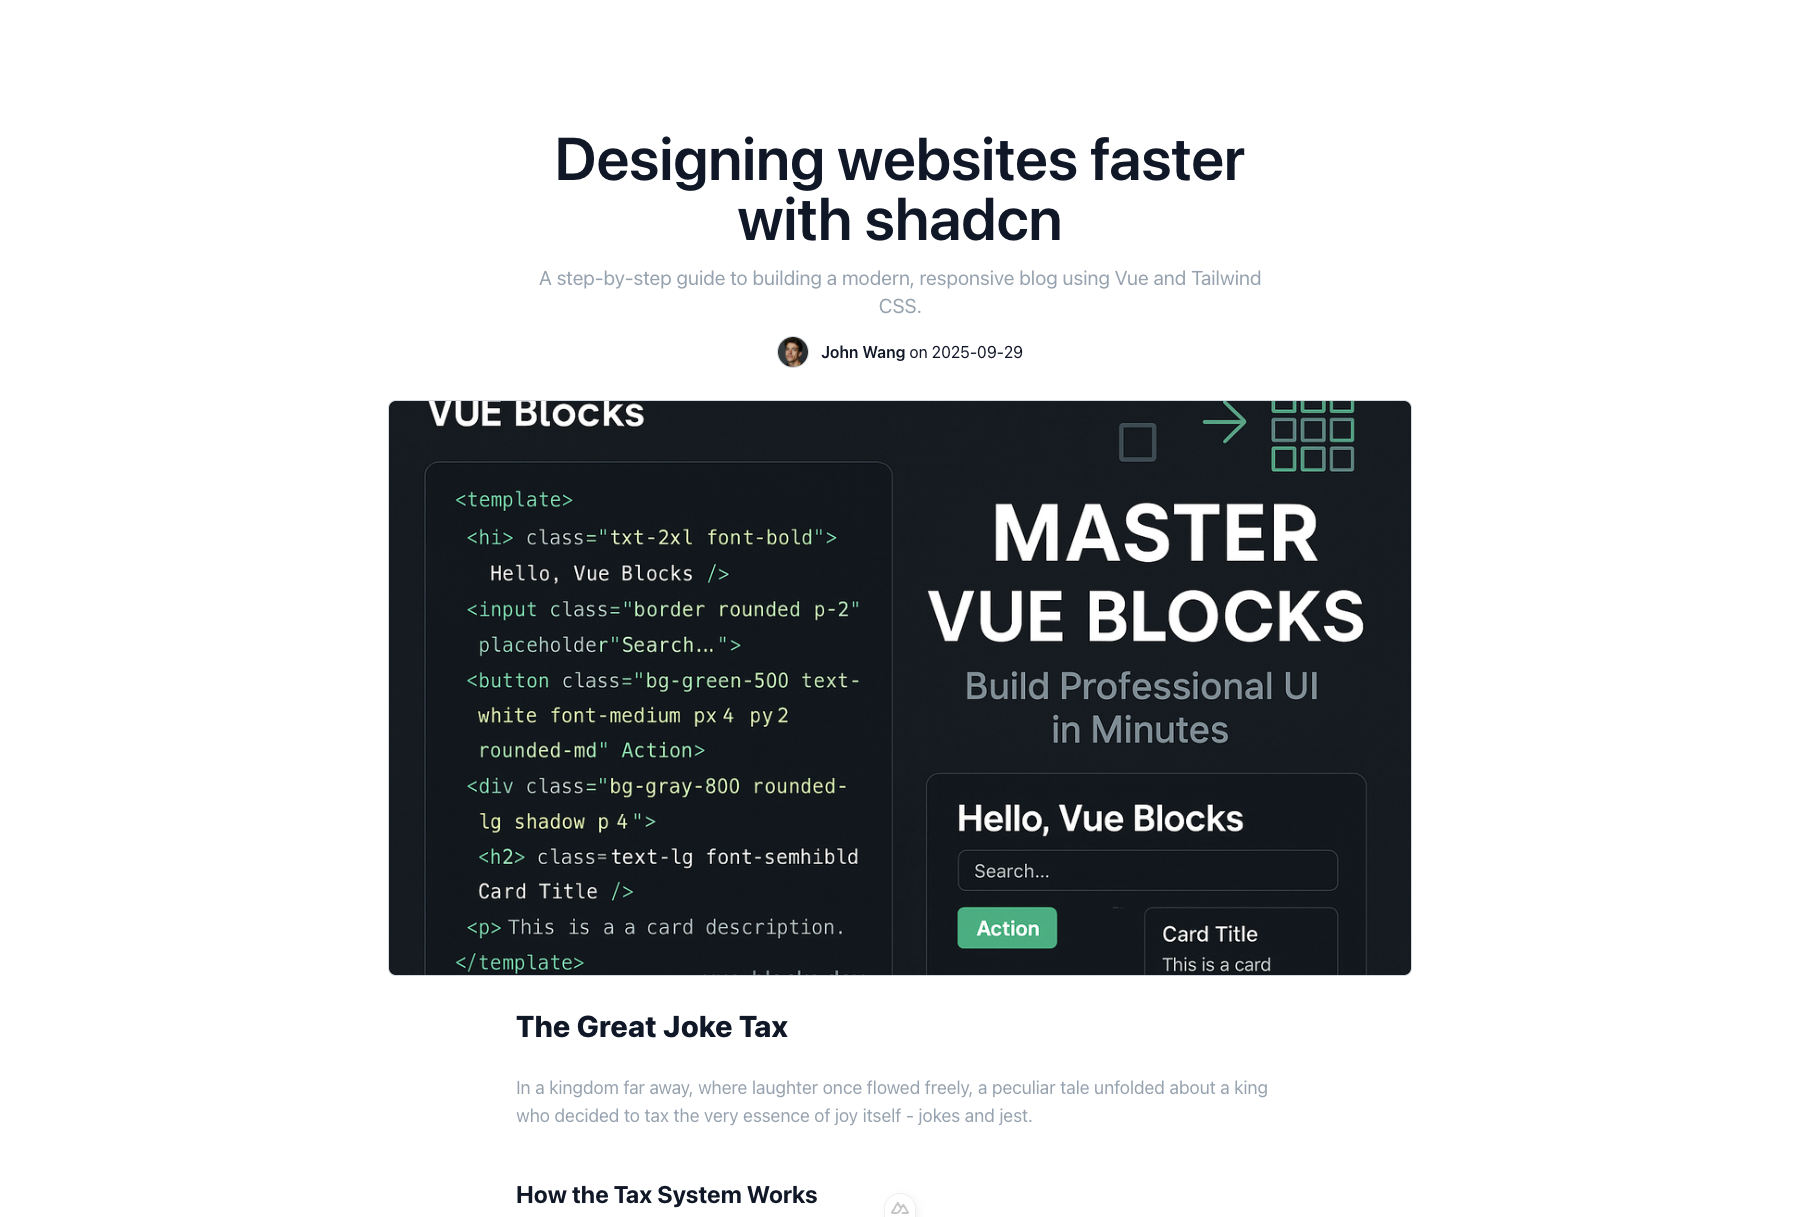 Designing websites faster
with shadcn
A step-by-step guide to building a modern, responsive blog using Vue and Tailwind
CSS.
John Wang on 2025-09-29
VUE Blocks
<template>
<hi> class="txt-2xl font-bold">
Hello, Vue Blocks />
<input class="border rounded p-2"
placeholder"Search...">
<button class="bg-green-500 text-
white font-medium px 4 py 2
rounded-md" Action>
<div class="bg-gray-800 rounded-
lg shadow p 4">
<h2> class=text-lg font-semhibld
Card Title />
<p> This is a a card description.
</template>
MASTER
VUE BLOCKS
Build Professional UI
in Minutes
Hello, Vue Blocks
Search...
Action
Card Title
This is a card
The Great Joke Tax
In a kingdom far away, where laughter once flowed freely, a peculiar tale unfolded about a king
who decided to tax the very essence of joy itself - jokes and jest.
How the Tax System Works